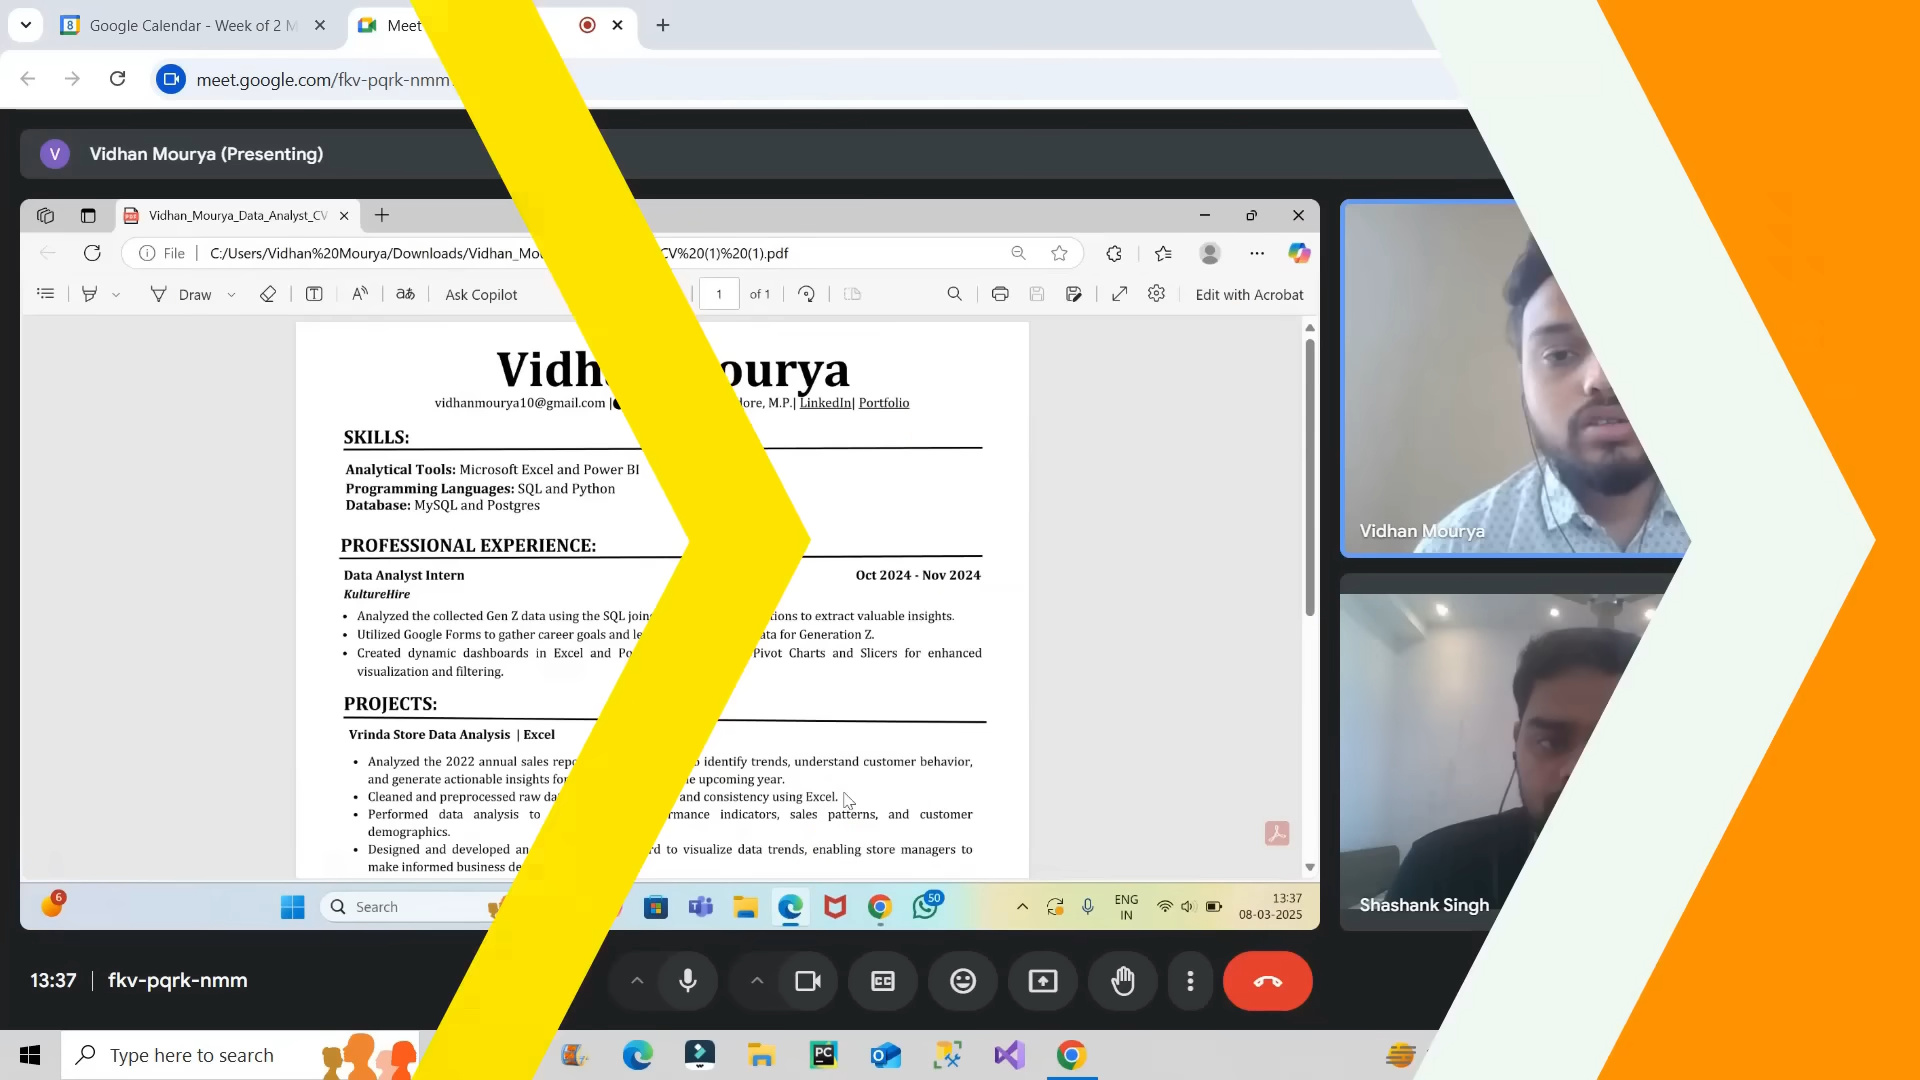 Google Calendar - Week of 2 M
Meet
meet.google.com/fkv-pqrk-nmm
V
Vidhan Mourya (Presenting)
Vidhan_Mourya_Data_Analyst_CV
File
C:/Users/Vidhan%20Mourya/Downloads/Vidhan_Mou CV%20(1)%20(1).pdf
Draw
Ask Copilot
1
of 1
Edit with Acrobat
Vidh ourya
vidhanmourya10@gmail.com | ore, M.P.| LinkedIn| Portfolio
SKILLS:
Analytical Tools: Microsoft Excel and Power BI
Programming Languages: SQL and Python
Database: MySQL and Postgres
PROFESSIONAL EXPERIENCE:
Data Analyst Intern Oct 2024 - Nov 2024
KultureHire
• Analyzed the collected Gen Z data using the SQL join tions to extract valuable insights.
• Utilized Google Forms to gather career goals and le ata for Generation Z.
• Created dynamic dashboards in Excel and Po Pivot Charts and Slicers for enhanced
visualization and filtering.
PROJECTS:
Vrinda Store Data Analysis | Excel
• Analyzed the 2022 annual sales repo o identify trends, understand customer behavior,
and generate actionable insights for e upcoming year.
• Cleaned and preprocessed raw da and consistency using Excel.
• Performed data analysis to rmance indicators, sales patterns, and customer
demographics.
• Designed and developed an rd to visualize data trends, enabling store managers to
make informed business de
Vidhan Mourya
Shashank Singh
6
Search
50
ENG
IN
13:37
08-03-2025
13:37 | fkv-pqrk-nmm
CC
Type here to search
PC